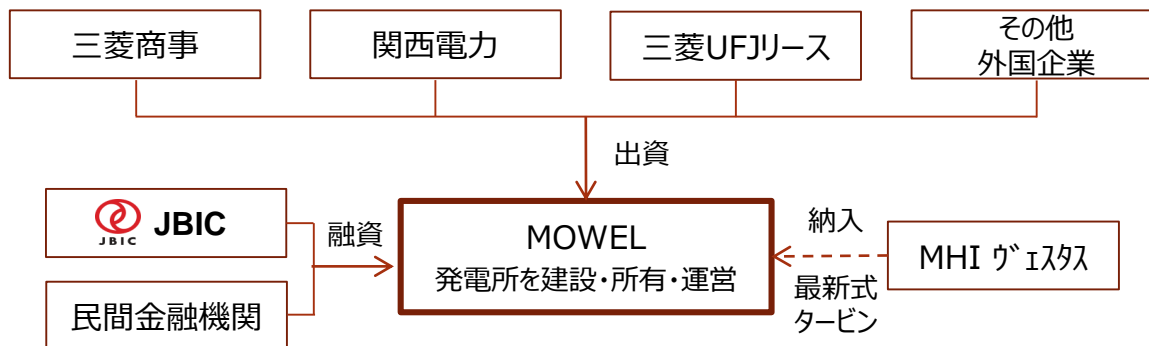 三菱商事
関西電力
三菱UFJリース
その他
外国企業
出資
JBIC
JBIC
融資
民間金融機関
MOWEL
発電所を建設・所有・運営
納入
最新式
タービン
MHI ヴェスタス